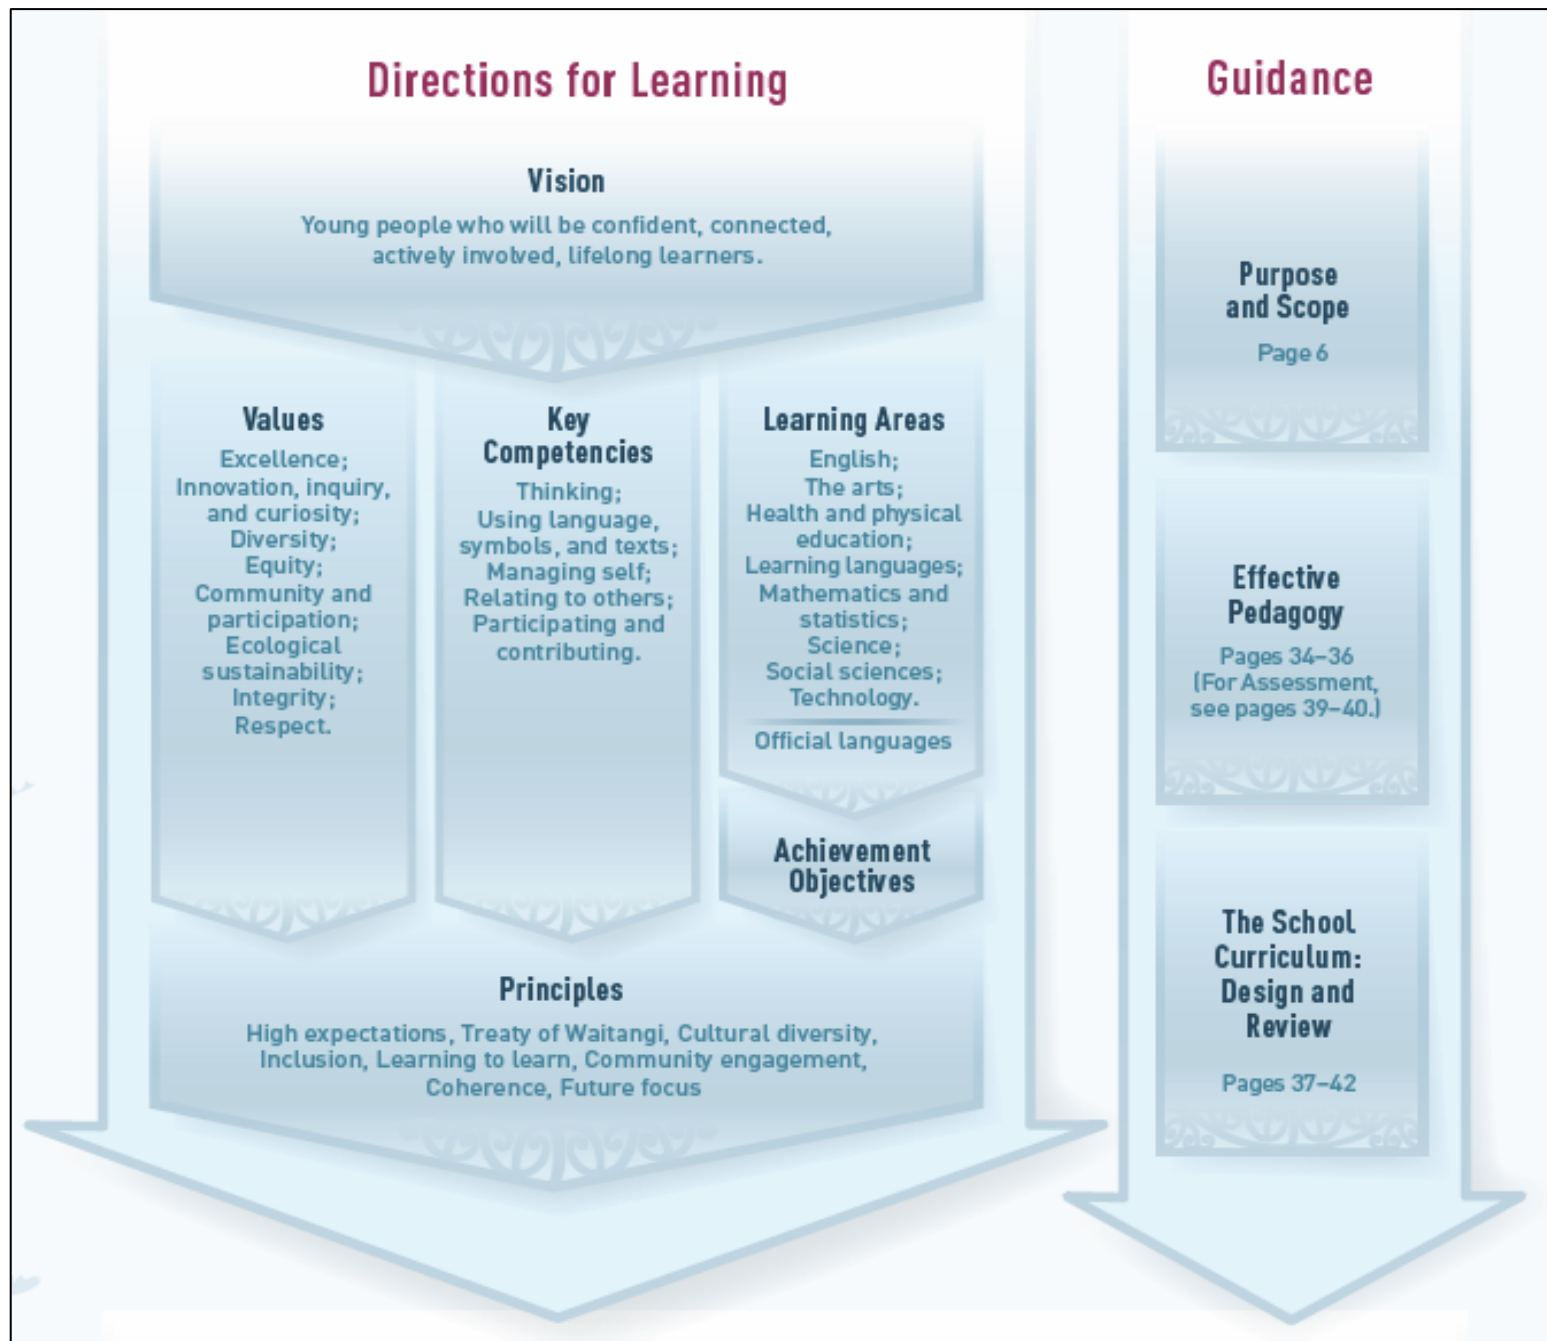 Directions for Learning
Vision
Young people who will be confident, connected,
actively involved, lifelong learners.
Values
Excellence;
Innovation, inquiry,
and curiosity;
Diversity;
Equity;
Community and
participation;
Ecological
sustainability;
Integrity;
Respect.
Key
Competencies
Thinking;
Using language,
symbols, and texts;
Managing self;
Relating to others;
Participating and
contributing.
Learning Areas
English;
The arts;
Health and physical
education;
Learning languages;
Mathematics and
statistics;
Science;
Social sciences;
Technology.
Official languages
Achievement
Objectives
Principles
High expectations, Treaty of Waitangi, Cultural diversity,
Inclusion, Learning to learn, Community engagement,
Coherence, Future focus
Guidance
Purpose
and Scope
Page 6
Effective
Pedagogy
Pages 34–36
(For Assessment,
see pages 39–40.)
The School
Curriculum:
Design and
Review
Pages 37–42